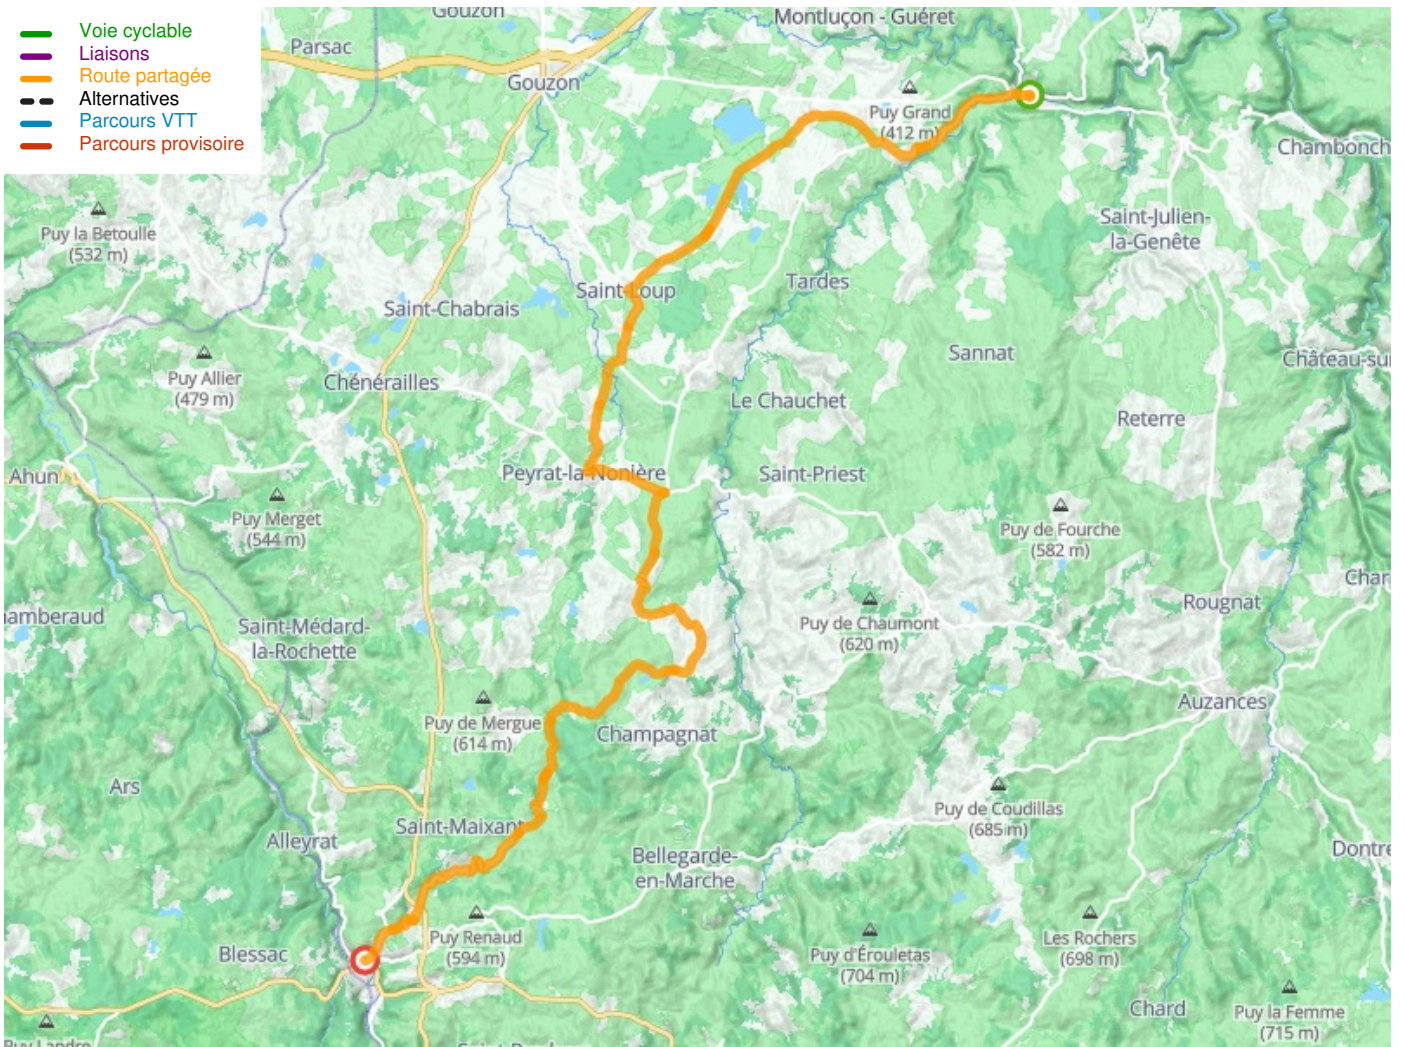 Voie cyclable
Liaisons
Route partagée
Alternatives
Parcours VTT
Parcours provisoire
Gouzon
Montluçon - Guéret
Parsac
Gouzon
Puy Grand
(412 m)
Chambonch
Puy la Betoulle
(532 m)
Saint-Julien-
la-Genête
Saint-Loup
Tardes
Saint-Chabrais
Sannat
Château-sur
Puy Allier
(479 m)
Chénérailles
Le Chauchet
Reterre
Ahun
Peyrat-la-Nonière
Saint-Priest
Puy Merget
(544 m)
Puy de Fourche
(582 m)
Char
amberaud
Saint-Médard-
la-Rochette
Puy de Chaumont
(620 m)
Rougnat
Auzances
Puy de Mergue
(614 m)
Champagnat
Ars
Puy de Coudillas
(685 m)
Saint-Maixant
Alleyrat
Bellegarde-
en-Marche
Dontre
Blessac
Puy Renaud
(594 m)
Puy d'Érouletas
(704 m)
Les Rochers
(698 m)
Chard
Puy la Femme
(715 m)
Puy Landre